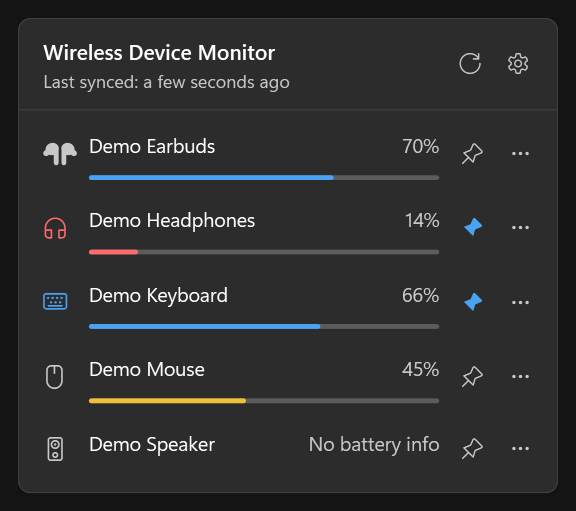 Wireless Device Monitor
Last synced: a few seconds ago
Demo Earbuds 70%
Demo Headphones 14%
Demo Keyboard 66%
Demo Mouse 45%
Demo Speaker No battery info